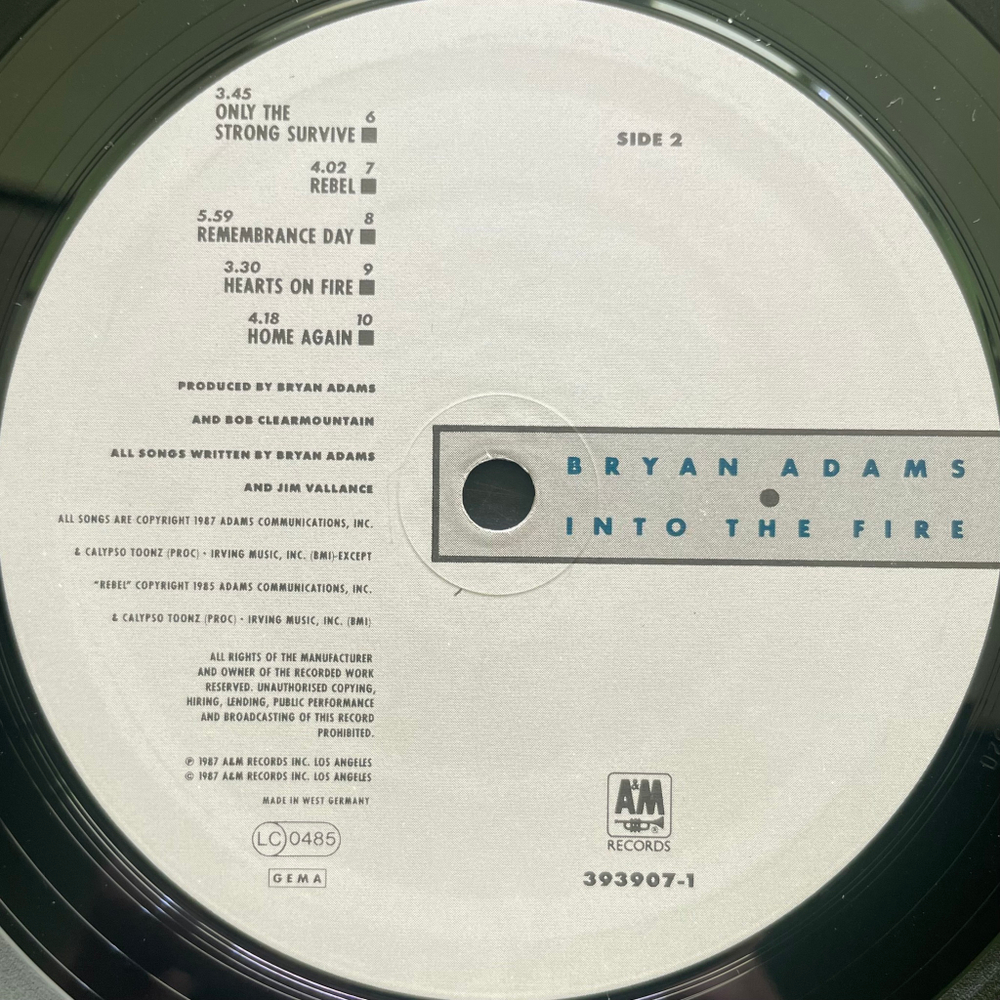 3.45
ONLY THE 6
STRONG SURVIVE
4.02 7
REBEL
5.59 8
REMEMBRANCE DAY
3.30 9
HEARTS ON FIRE
4.18 10
HOME AGAIN
PRODUCED BY BRYAN ADAMS
AND BOB CLEARMOUNTAIN
ALL SONGS WRITTEN BY BRYAN ADAMS
AND JIM VALLANCE
ALL SONGS ARE COPYRIGHT 1987 ADAMS COMMUNICATIONS, INC.
& CALYPSO TOONZ (PROC) • IRVING MUSIC, INC. (BMI)-EXCEPT
"REBEL" COPYRIGHT 1985 ADAMS COMMUNICATIONS, INC.
& CALYPSO TOONZ (PROC) • IRVING MUSIC, INC. (BMI)
ALL RIGHTS OF THE MANUFACTURER
AND OWNER OF THE RECORDED WORK
RESERVED. UNAUTHORISED COPYING,
HIRING, LENDING, PUBLIC PERFORMANCE
AND BROADCASTING OF THIS RECORD
PROHIBITED.
℗ 1987 A&M RECORDS INC. LOS ANGELES
© 1987 A&M RECORDS INC. LOS ANGELES
MADE IN WEST GERMANY
LC 0485
GEMA
SIDE 2
BRYAN ADAMS
INTO THE FIRE
A&M
®
RECORDS
393907-1